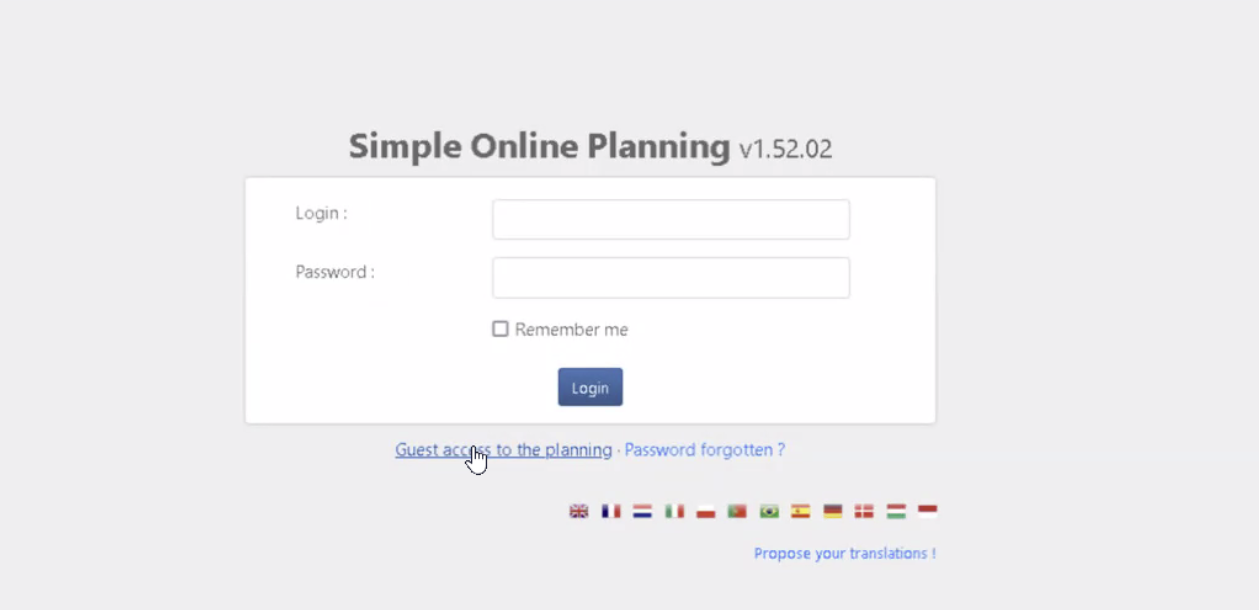 Simple Online Planning v1.52.02
Login :
Password :
Remember me
Login
Guest access to the planning · Password forgotten ?
Propose your translations !